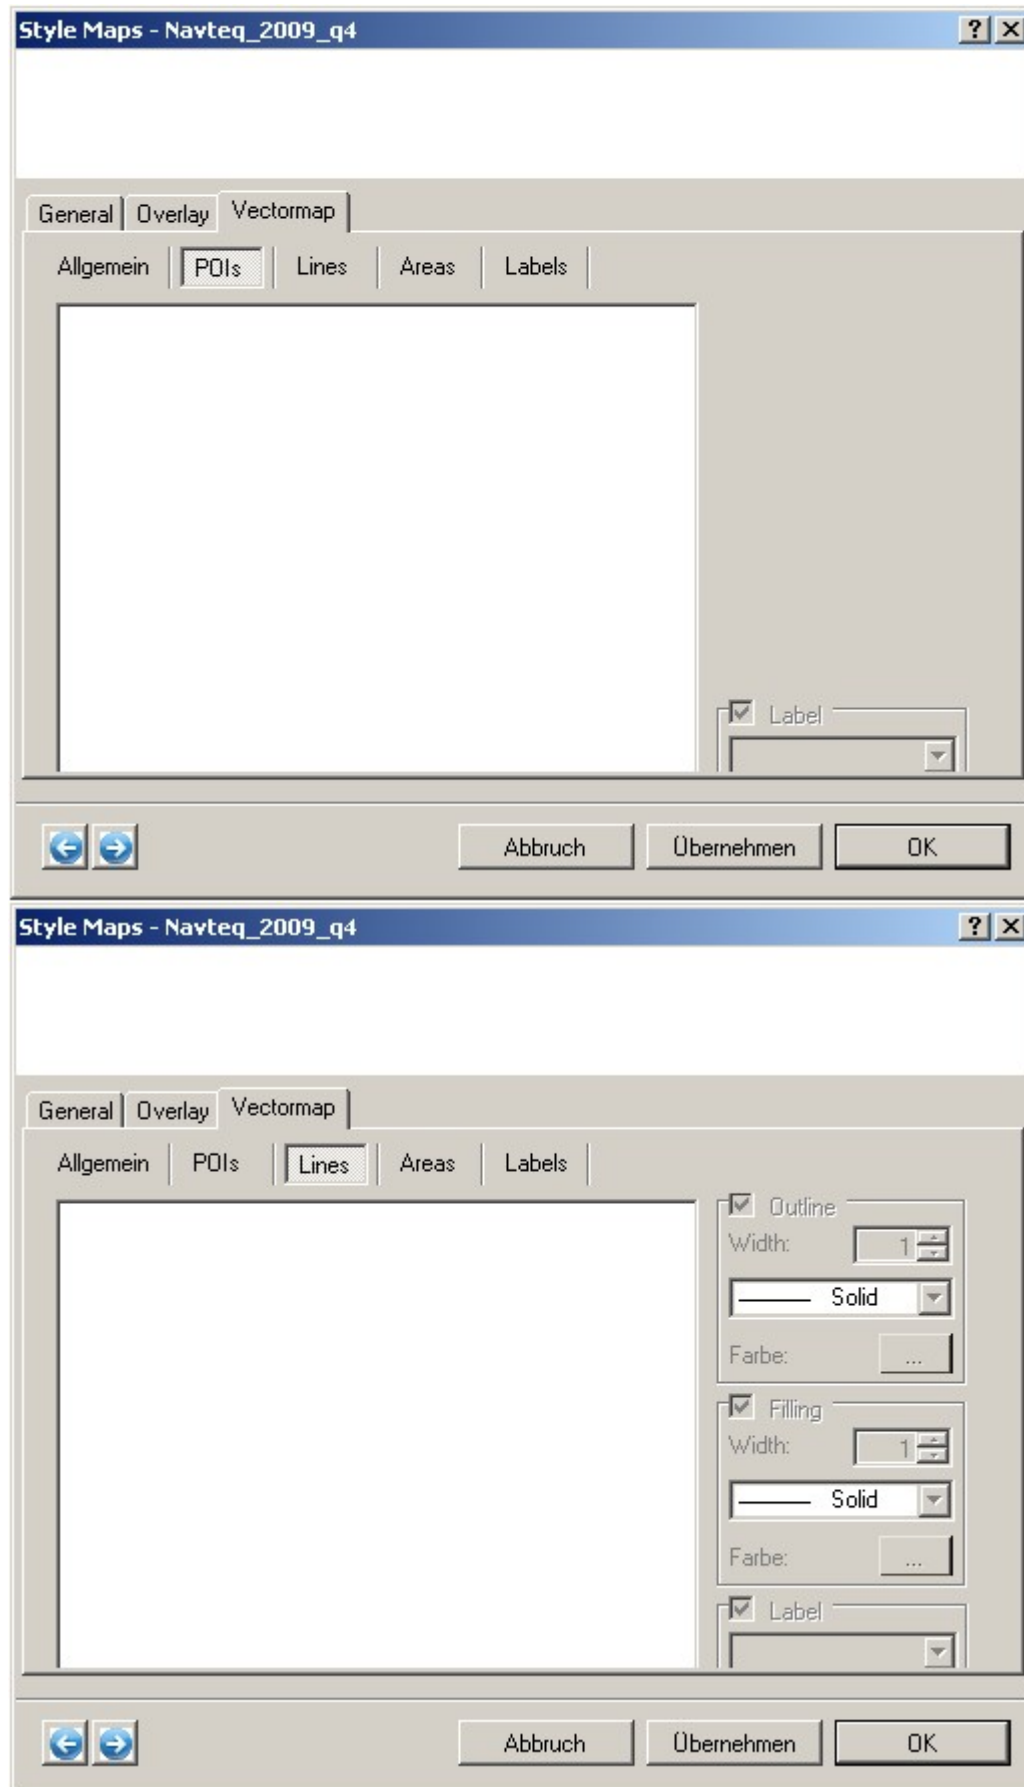 Style Maps - Navteq_2009_q4 ? X
General Overlay Vectormap
Allgemein POIs Lines Areas Labels
Label
Abbruch Übernehmen OK
Style Maps - Navteq_2009_q4 ? X
General Overlay Vectormap
Allgemein POIs Lines Areas Labels
Outline
Width: 1
Solid
Farbe: ...
Filling
Width: 1
Solid
Farbe: ...
Label
Abbruch Übernehmen OK